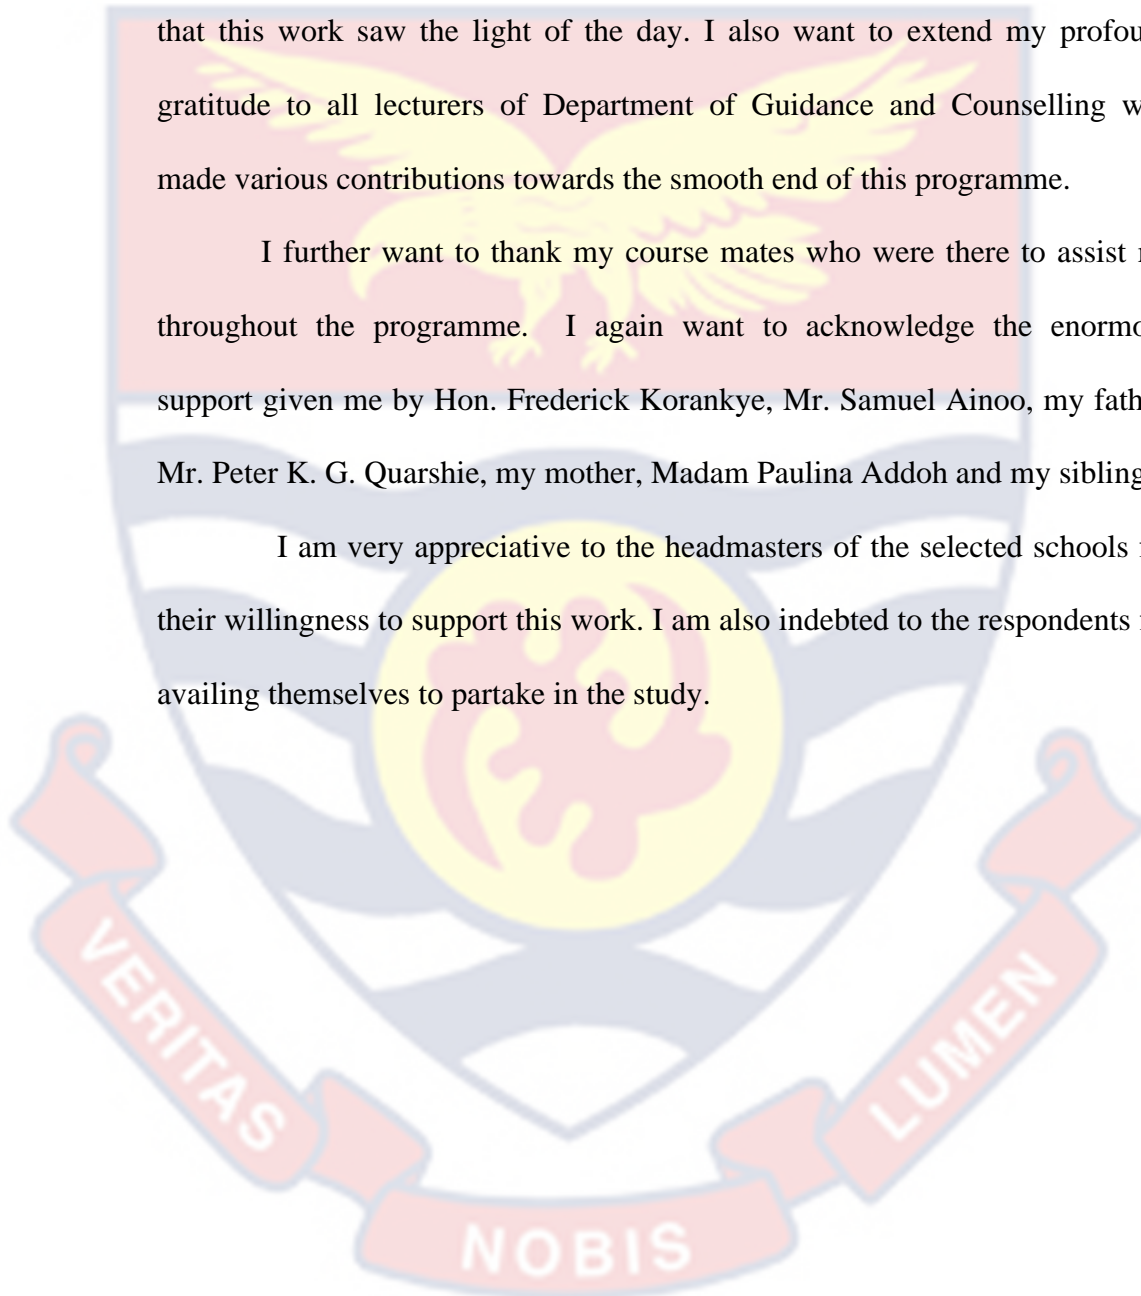 that this work saw the light of the day. I also want to extend my profou
gratitude to all lecturers of Department of Guidance and Counselling w
made various contributions towards the smooth end of this programme.
I further want to thank my course mates who were there to assist
throughout the programme. I again want to acknowledge the enormo
support given me by Hon. Frederick Korankye, Mr. Samuel Ainoo, my fath
Mr. Peter K. G. Quarshie, my mother, Madam Paulina Addoh and my sibling
I am very appreciative to the headmasters of the selected schools
their willingness to support this work. I am also indebted to the respondents
availing themselves to partake in the study.
VERITAS
NOBIS
LUMEN